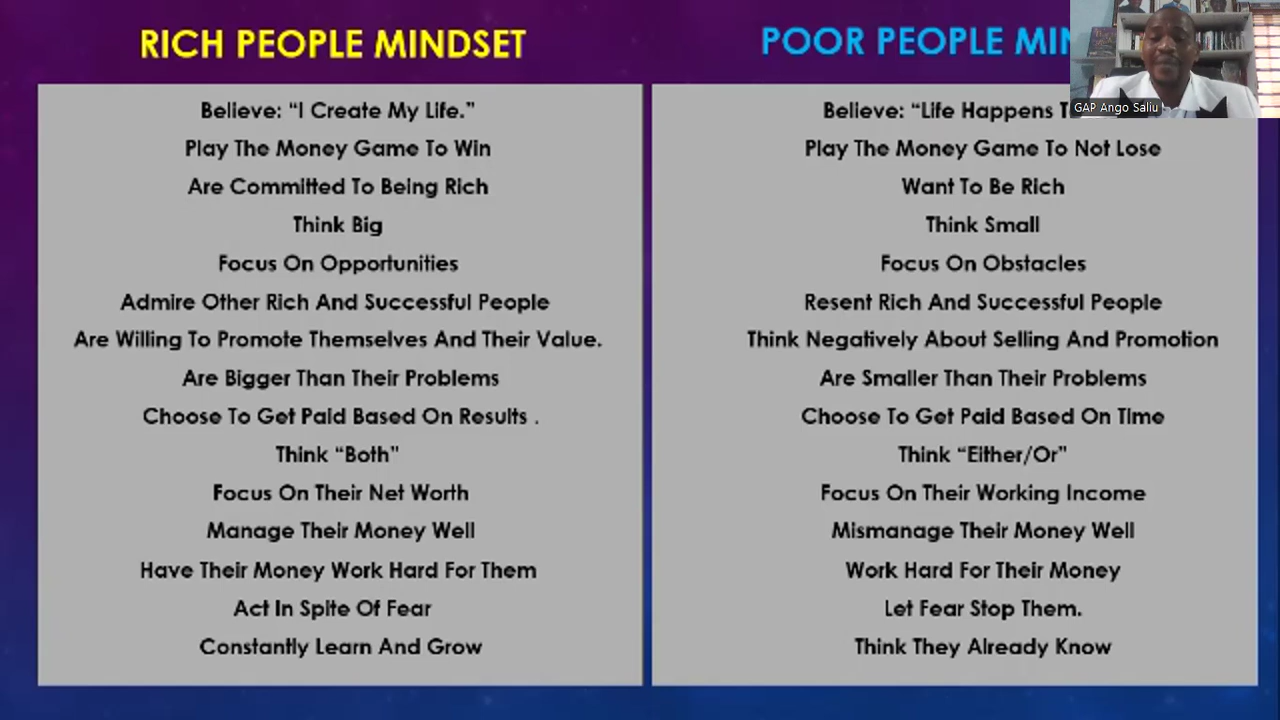 RICH PEOPLE MINDSET
Believe: “I Create My Life.”
Play The Money Game To Win
Are Committed To Being Rich
Think Big
Focus On Opportunities
Admire Other Rich And Successful People
Are Willing To Promote Themselves And Their Value.
Are Bigger Than Their Problems
Choose To Get Paid Based On Results .
Think “Both”
Focus On Their Net Worth
Manage Their Money Well
Have Their Money Work Hard For Them
Act In Spite Of Fear
Constantly Learn And Grow
POOR PEOPLE
Believe: “Life Happens
Play The Money Game To Not Lose
Want To Be Rich
Think Small
Focus On Obstacles
Resent Rich And Successful People
Think Negatively About Selling And Promotion
Are Smaller Than Their Problems
Choose To Get Paid Based On Time
Think “Either/Or”
Focus On Their Working Income
Mismanage Their Money Well
Work Hard For Their Money
Let Fear Stop Them.
Think They Already Know
GAP Ango Saliu